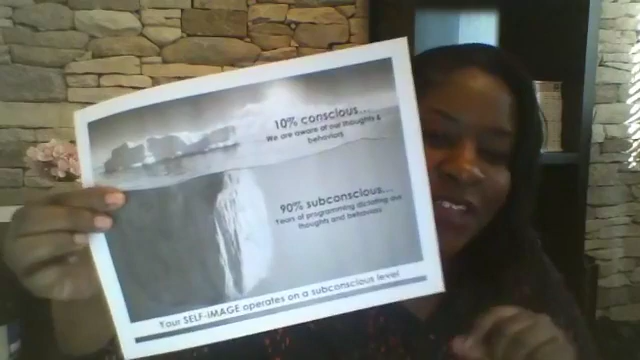 10% conscious...
We are aware of our thoughts &
behaviors
90% subconscious...
Years of programming dictating our
thoughts and behaviors
Your SELF-IMAGE operates on a subconscious level